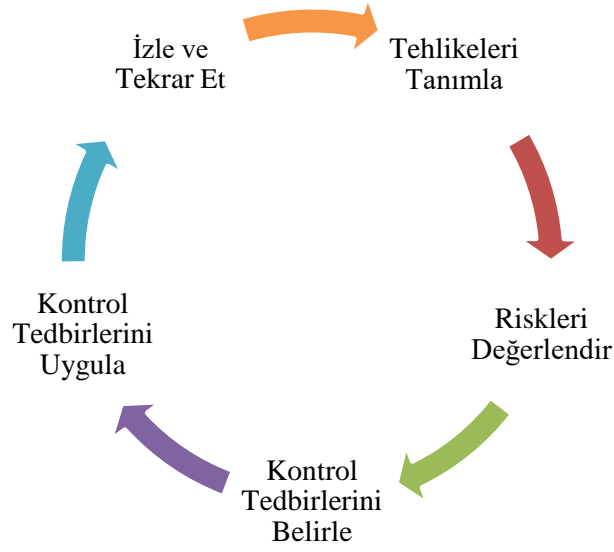 İzle ve
Tekrar Et
Tehlikeleri
Tanımla
Riskleri
Değerlendir
Kontrol
Tedbirlerini
Belirle
Kontrol
Tedbirlerini
Uygula